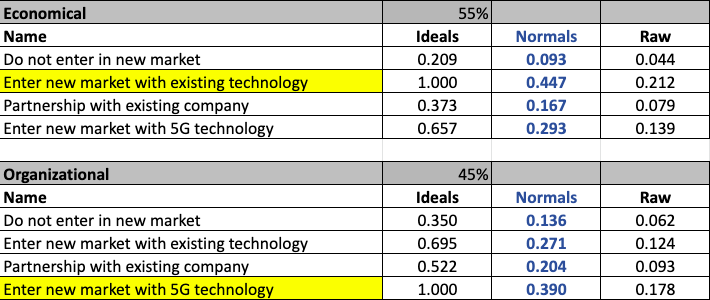 Economical 55%
Name Ideals Normals Raw
Do not enter in new market 0.209 0.093 0.044
Enter new market with existing technology 1.000 0.447 0.212
Partnership with existing company 0.373 0.167 0.079
Enter new market with 5G technology 0.657 0.293 0.139
Organizational 45%
Name Ideals Normals Raw
Do not enter in new market 0.350 0.136 0.062
Enter new market with existing technology 0.695 0.271 0.124
Partnership with existing company 0.522 0.204 0.093
Enter new market with 5G technology 1.000 0.390 0.178